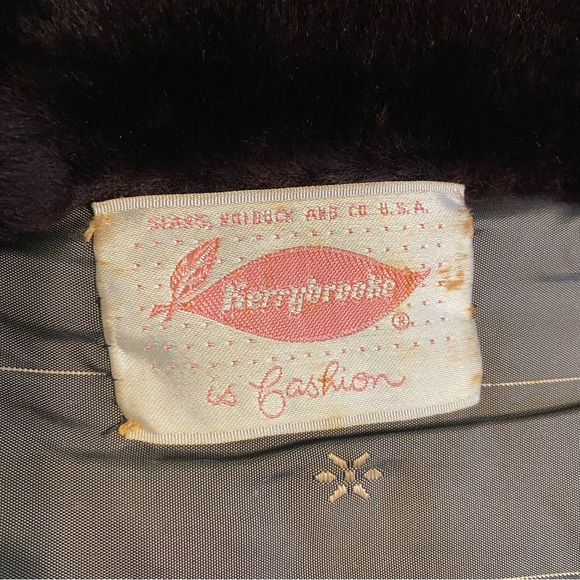 SEARS, ROEBUCK AND CO U.S.A.
Kerrybrooke
®
is fashion